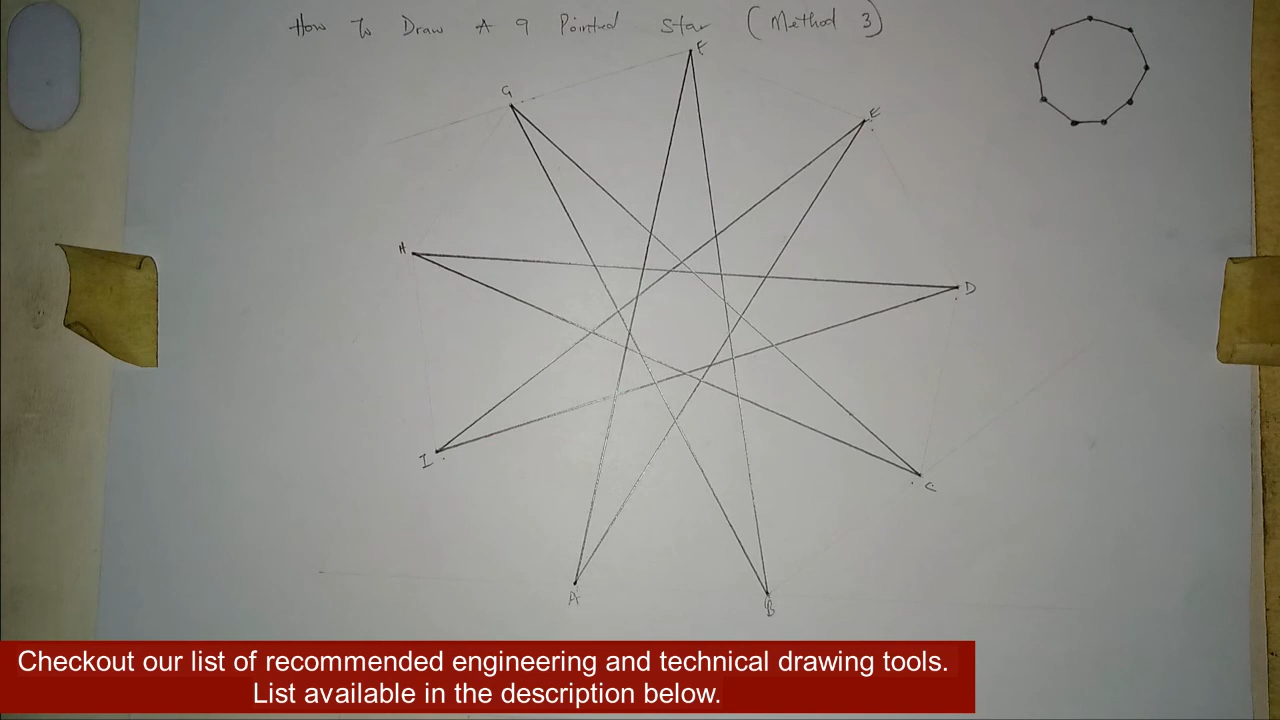 How To Draw A 9 Pointed Star (Method 3)
F
G
E
H
D
I
C
A
B
Checkout our list of recommended engineering and technical drawing tools.
List available in the description below.